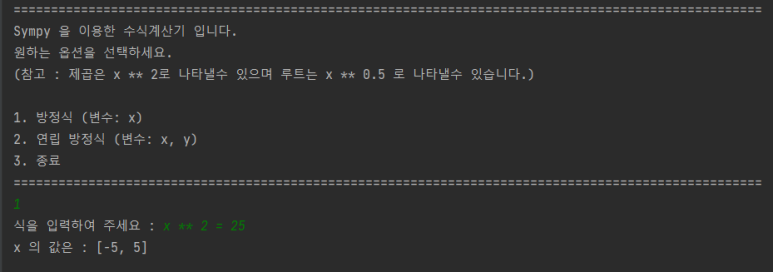 ====================================================================================================
Sympy 을 이용한 수식계산기 입니다.
원하는 옵션을 선택하세요.
(참고 : 제곱은 x ** 2로 나타낼수 있으며 루트는 x ** 0.5 로 나타낼수 있습니다.)
1. 방정식 (변수: x)
2. 연립 방정식 (변수: x, y)
3. 종료
====================================================================================================
1
식을 입력하여 주세요 : x ** 2 = 25
x 의 값은 : [-5, 5]